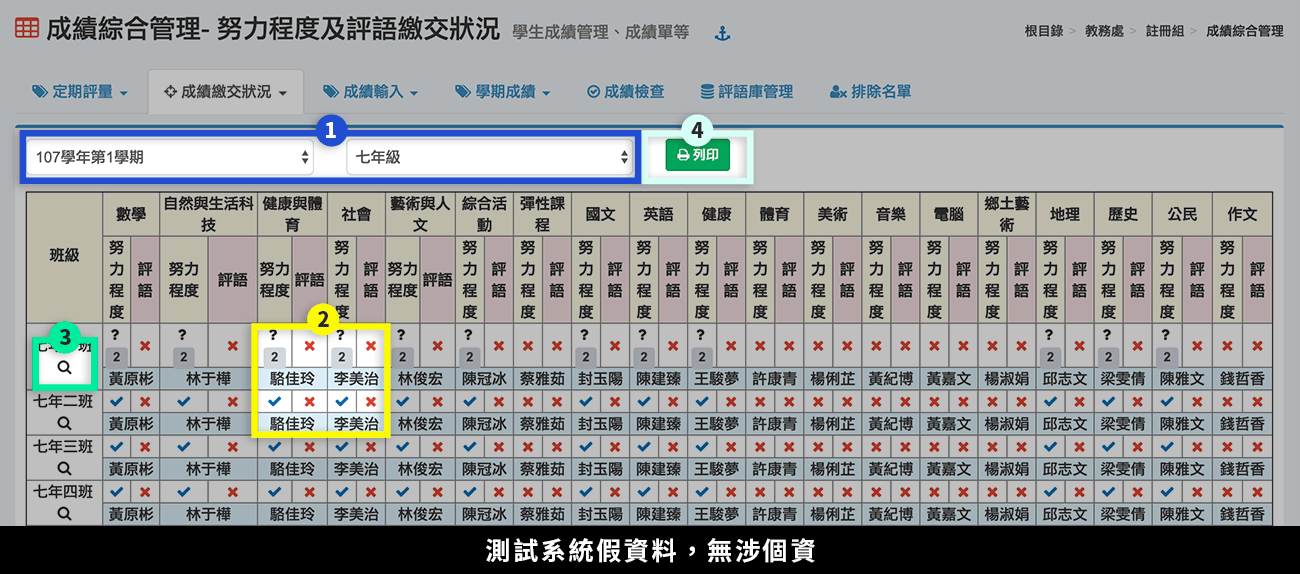 成績綜合管理- 努力程度及評語繳交狀況 學生成績管理、成績單等
根目錄 > 教務處 > 註冊組 > 成績綜合管理
定期評量 成績繳交狀況 成績輸入 學期成績 成績檢查 評語庫管理 排除名單
1 4
107學年第1學期 七年級 列印
班級 數學 自然與生活科技 健康與體育 社會 藝術與人文 綜合活動 彈性課程 國文 英語 健康 體育 美術 音樂 電腦 鄉土藝術 地理 歷史 公民 作文
努力程度 評語 努力程度 評語 努力程度 評語 努力程度 評語 努力程度 評語 努力程度 評語 努力程度 評語 努力程度 評語 努力程度 評語 努力程度 評語 努力程度 評語 努力程度 評語 努力程度 評語 努力程度 評語 努力程度 評語 努力程度 評語 努力程度 評語 努力程度 評語 努力程度 評語
2
3
? ? ? ? ? ? ? ? ? ? ? ?
2 2 2 2 2 2 2 2 2 2 2 2
黃原彬 林于樺 駱佳玲 李美治 林俊宏 陳冠冰 蔡雅茹 封玉陽 陳建臻 王駿夢 許康青 楊俐芷 黃紀博 黃嘉文 楊淑娟 邱志文 梁雯倩 陳雅文 錢哲香
七年二班
黃原彬 林于樺 駱佳玲 李美治 林俊宏 陳冠冰 蔡雅茹 封玉陽 陳建臻 王駿夢 許康青 楊俐芷 黃紀博 黃嘉文 楊淑娟 邱志文 梁雯倩 陳雅文 錢哲香
七年三班
黃原彬 林于樺 駱佳玲 李美治 林俊宏 陳冠冰 蔡雅茹 封玉陽 陳建臻 王駿夢 許康青 楊俐芷 黃紀博 黃嘉文 楊淑娟 邱志文 梁雯倩 陳雅文 錢哲香
七年四班
黃原彬 林于樺 駱佳玲 李美治 林俊宏 陳冠冰 蔡雅茹 封玉陽 陳建臻 王駿夢 許康青 楊俐芷 黃紀博 黃嘉文 楊淑娟 邱志文 梁雯倩 陳雅文 錢哲香
測試系統假資料，無涉個資